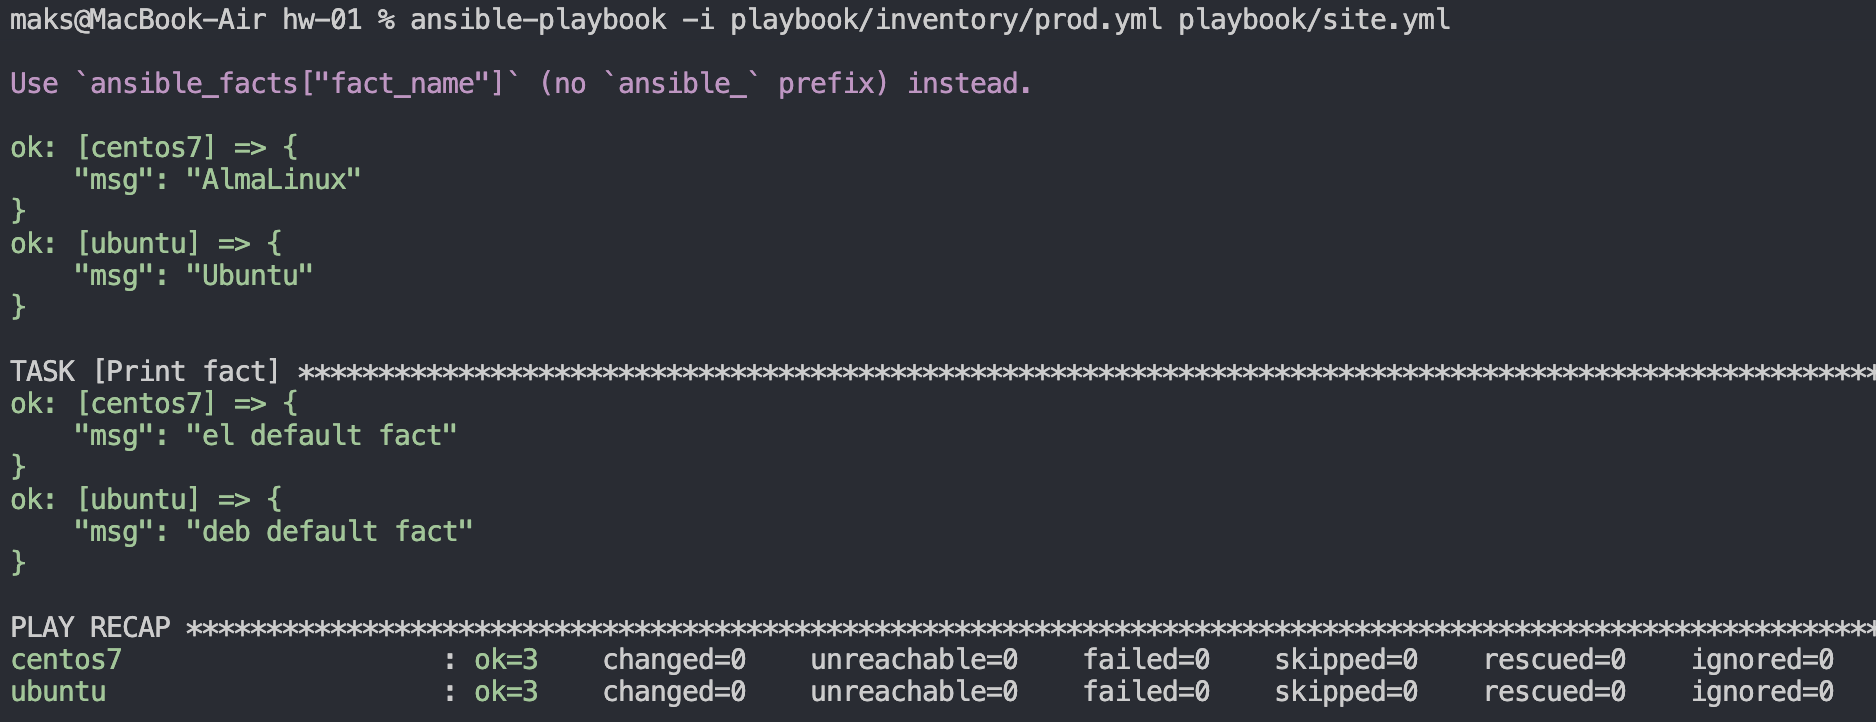 maks@MacBook-Air hw-01 % ansible-playbook -i playbook/inventory/prod.yml playbook/site.yml
Use `ansible_facts["fact_name"]` (no `ansible_` prefix) instead.
ok: [centos7] => {
    "msg": "AlmaLinux"
}
ok: [ubuntu] => {
    "msg": "Ubuntu"
}
TASK [Print fact] ***************************************************************************************************
ok: [centos7] => {
    "msg": "el default fact"
}
ok: [ubuntu] => {
    "msg": "deb default fact"
}
PLAY RECAP **********************************************************************************************************
centos7                    : ok=3    changed=0    unreachable=0    failed=0    skipped=0    rescued=0    ignored=0
ubuntu                     : ok=3    changed=0    unreachable=0    failed=0    skipped=0    rescued=0    ignored=0